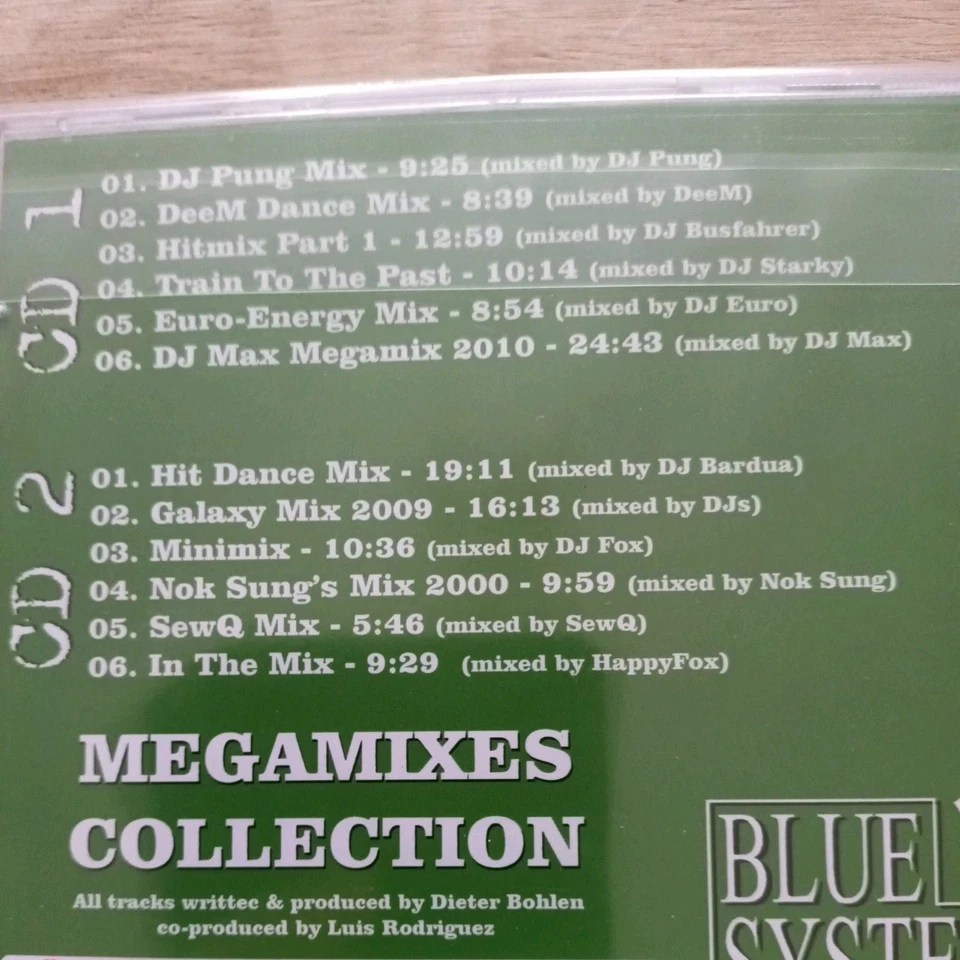 CD 1
01. DJ Pung Mix - 9:25 (mixed by DJ Pung)
02. DeeM Dance Mix - 8:39 (mixed by DeeM)
03. Hitmix Part 1 - 12:59 (mixed by DJ Busfahrer)
04. Train To The Past - 10:14 (mixed by DJ Starky)
05. Euro-Energy Mix - 8:54 (mixed by DJ Euro)
06. DJ Max Megamix 2010 - 24:43 (mixed by DJ Max)
CD 2
01. Hit Dance Mix - 19:11 (mixed by DJ Bardua)
02. Galaxy Mix 2009 - 16:13 (mixed by DJs)
03. Minimix - 10:36 (mixed by DJ Fox)
04. Nok Sung's Mix 2000 - 9:59 (mixed by Nok Sung)
05. SewQ Mix - 5:46 (mixed by SewQ)
06. In The Mix - 9:29 (mixed by HappyFox)
MEGAMIXES
COLLECTION
All tracks writtec & produced by Dieter Bohlen
co-produced by Luis Rodriguez
BLUE
SYSTE